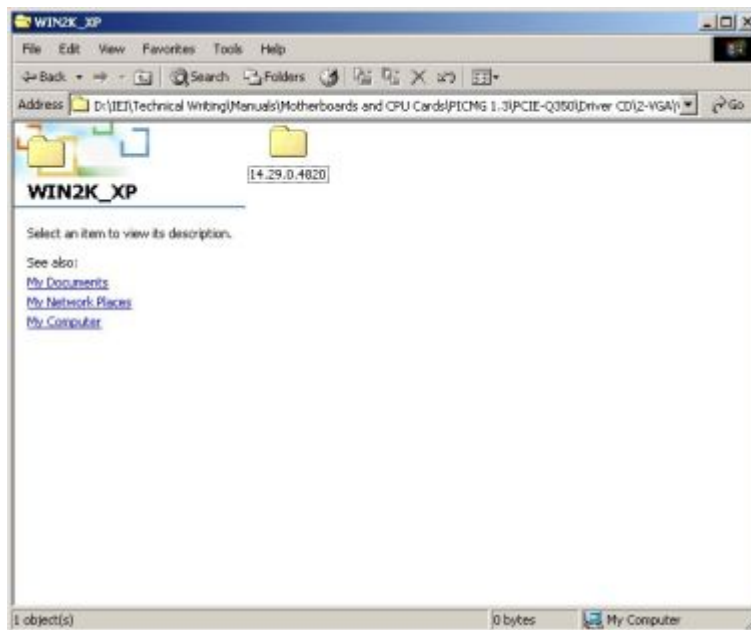 WIN2K_XP
File Edit View Favorites Tools Help
Back Search Folders
Address D:\IEI\Technical Writing\Manuals\Motherboards and CPU Cards\PICMG 1.3\PCIE-Q350\Driver CD\2-VGA\ Go
14.29.0.4820
WIN2K_XP
Select an item to view its description.
See also:
My Documents
My Network Places
My Computer
1 object(s) 0 bytes My Computer